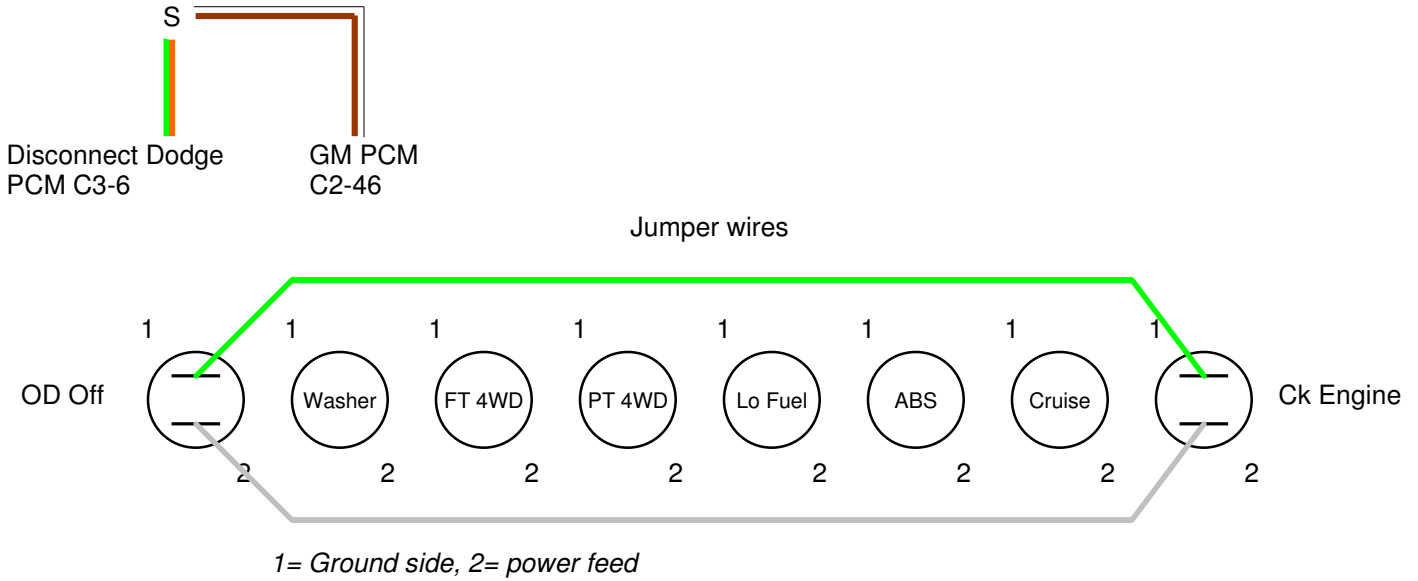 S
Disconnect Dodge
PCM C3-6
GM PCM
C2-46
Jumper wires
1 1 1 1 1 1 1 1
OD Off Washer FT 4WD PT 4WD Lo Fuel ABS Cruise Ck Engine
2 2 2 2 2 2 2 2
1= Ground side, 2= power feed